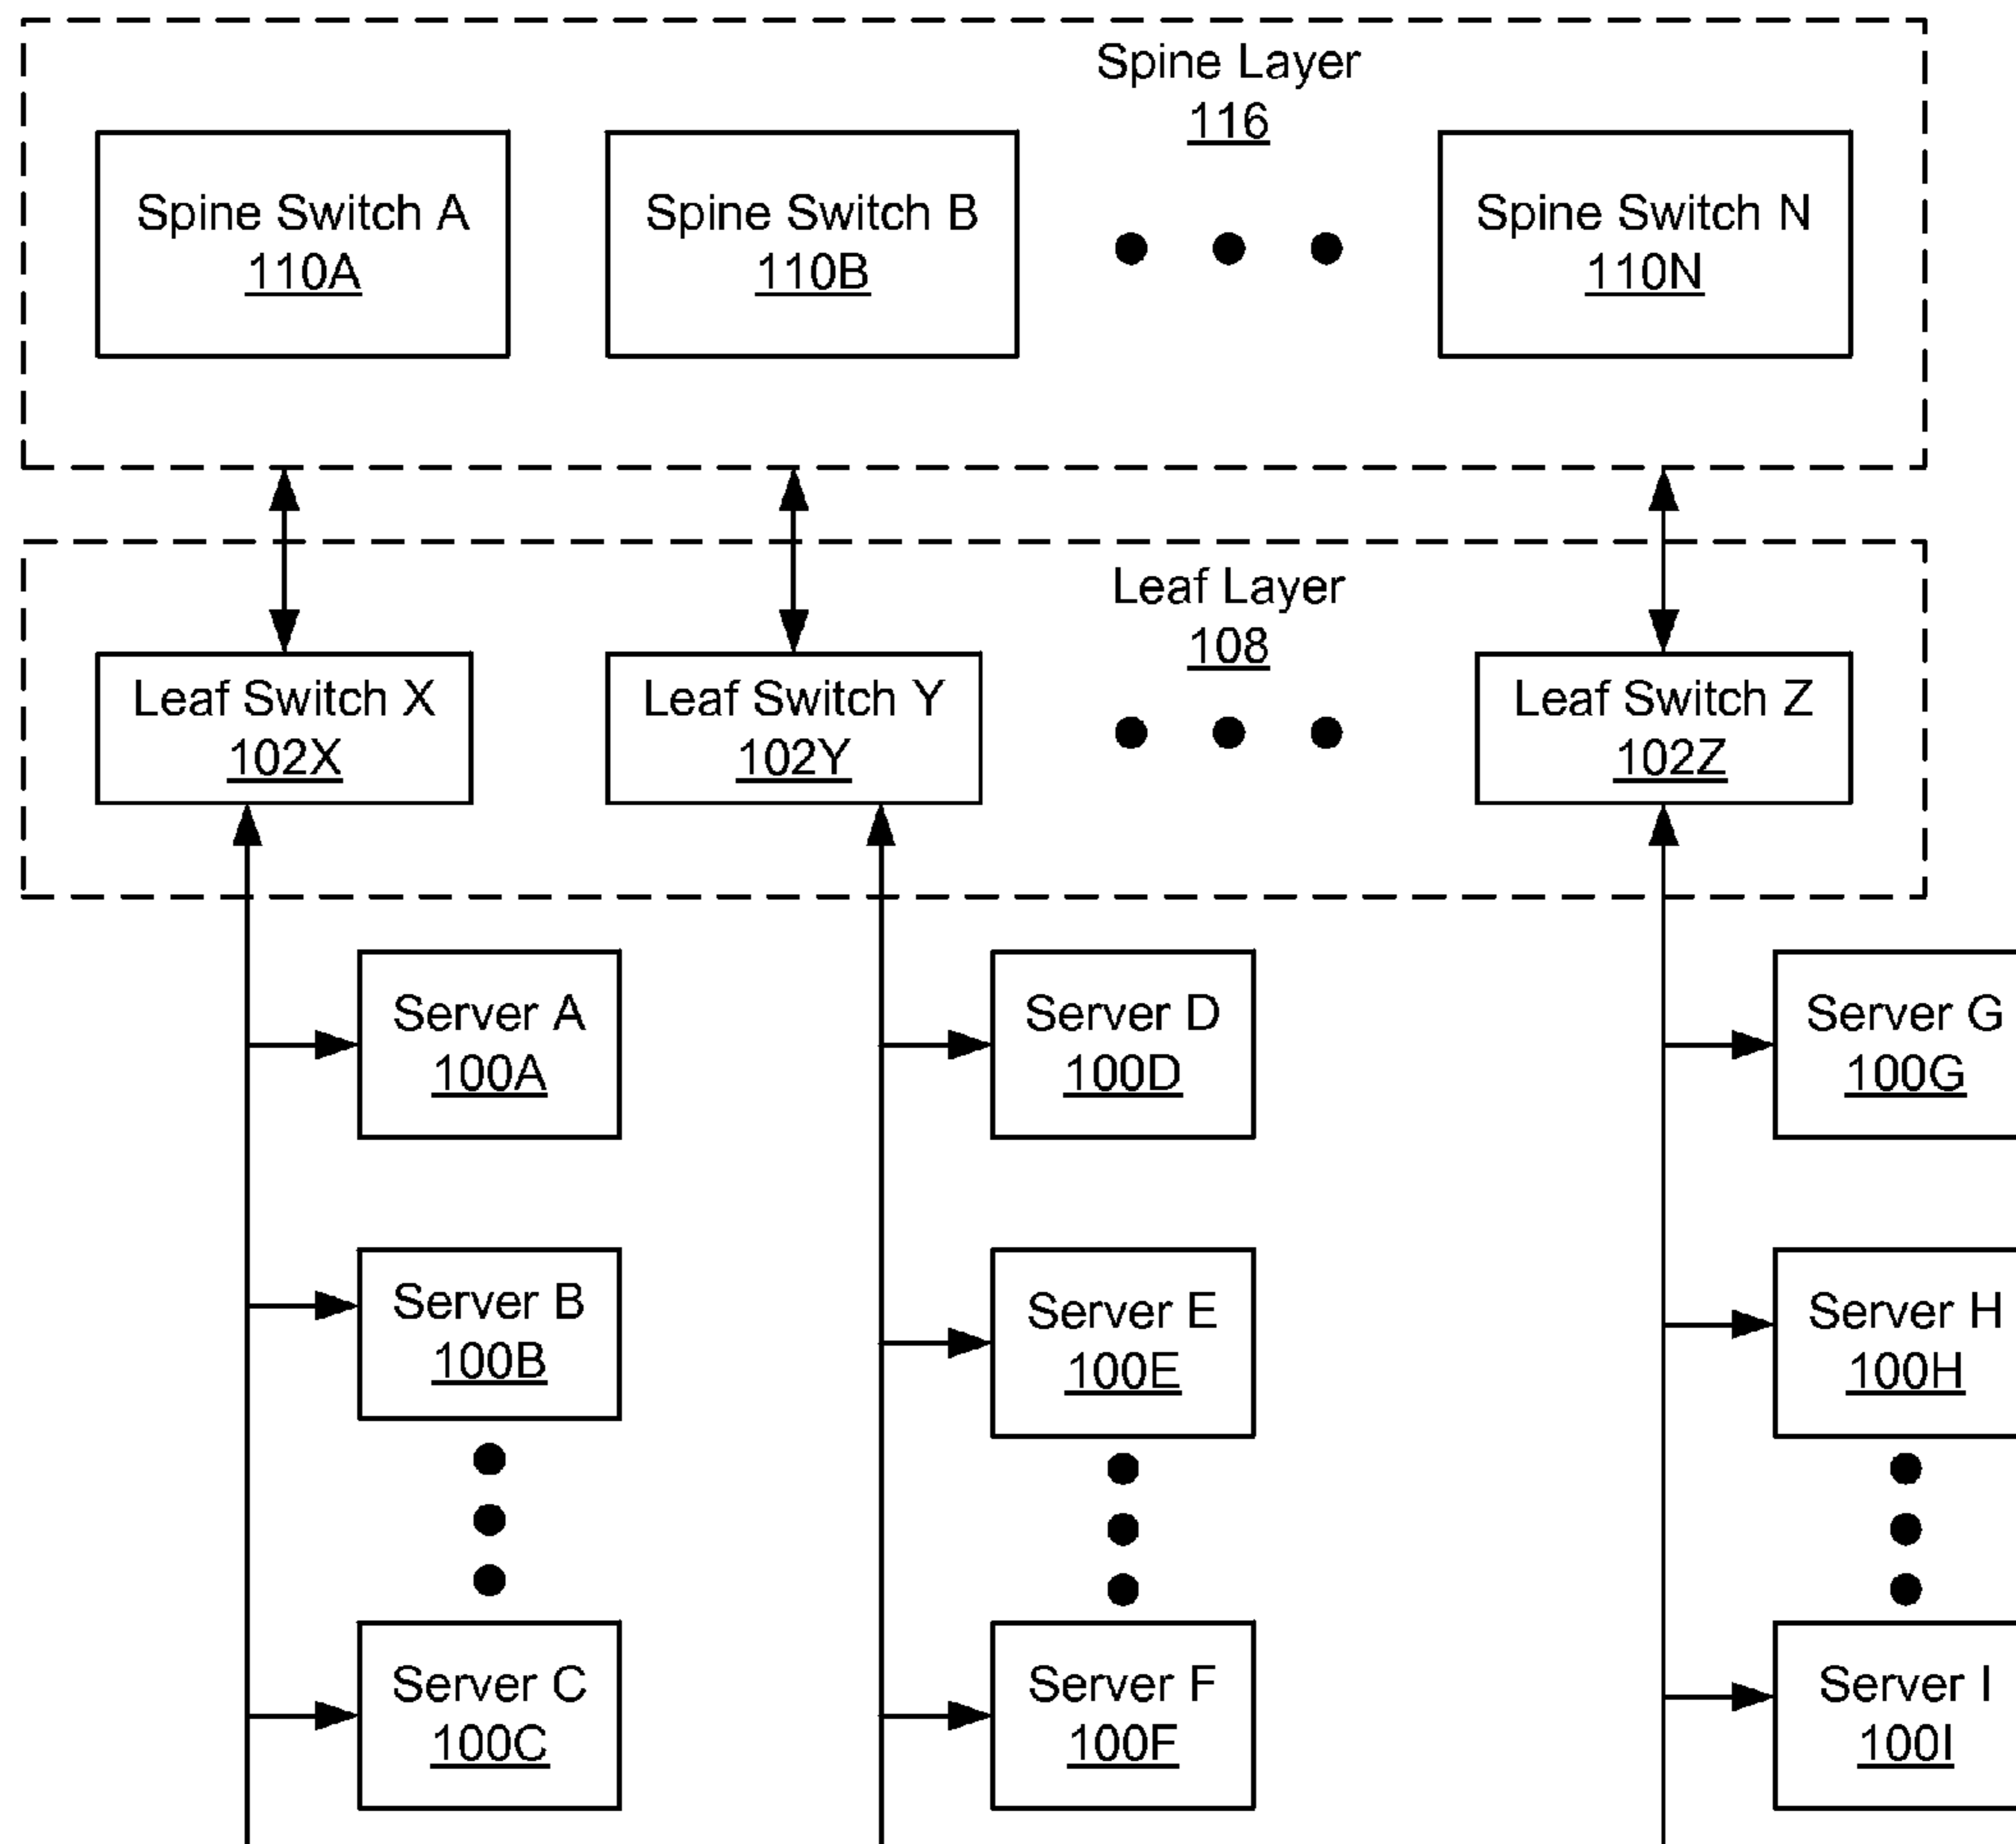 Spine Layer
116
Spine Switch A
110A
Spine Switch B
110B
Spine Switch N
110N
Leaf Layer
108
Leaf Switch X
102X
Leaf Switch Y
102Y
Leaf Switch Z
102Z
Server A
100A
Server D
100D
Server G
100G
Server B
100B
Server E
100E
Server H
100H
Server C
100C
Server F
100F
Server I
100I